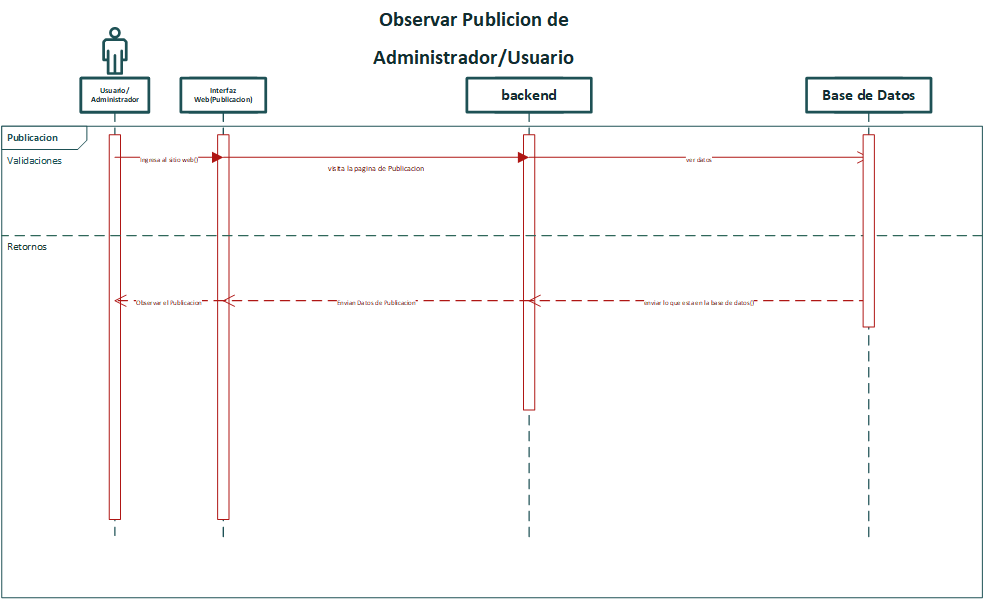 Observar Publicion de
Administrador/Usuario
Usuario/
Administrador
Interfaz
Web(Publicacion)
backend
Base de Datos
Publicacion
Validaciones
Ingresa al sitio web()
visita la pagina de Publicacion
ver datos
Retornos
"Observar el Publicacion
Envian Datos de Publicacion"
enviar lo que esta en la base de datos()